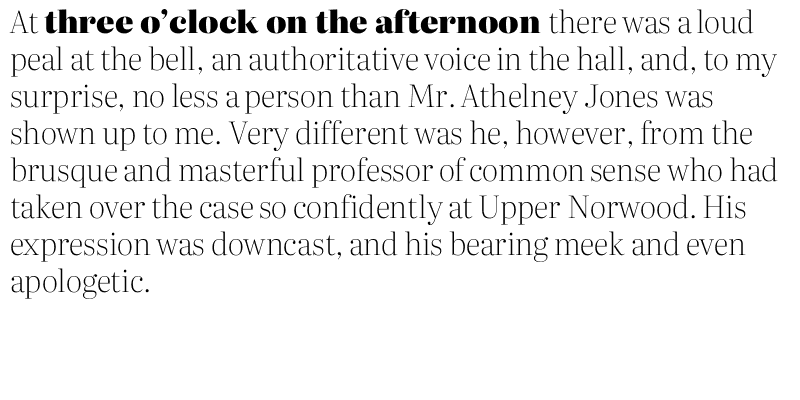 At three o’clock on the afternoon there was a loud
peal at the bell, an authoritative voice in the hall, and, to my
surprise, no less a person than Mr. Athelney Jones was
shown up to me. Very different was he, however, from the
brusque and masterful professor of common sense who had
taken over the case so confidently at Upper Norwood. His
expression was downcast, and his bearing meek and even
apologetic.